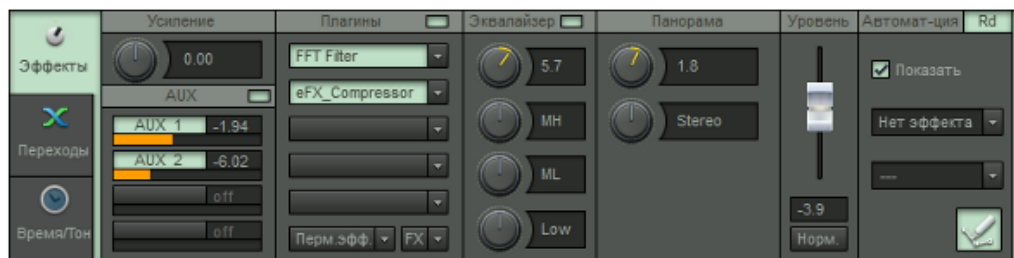 Эффекты
Переходы
Время/Тон
Усиление
0.00
AUX
AUX 1 -1.94
AUX 2 -6.02
off
off
Плагины
FFT Filter
eFX_Compressor
Перм.эфф. FX
Эквалайзер
5.7
MH
ML
Low
Панорама
1.8
Stereo
Уровень
-3.9
Норм.
Автомат-ция Rd
Показать
Нет эффекта
---